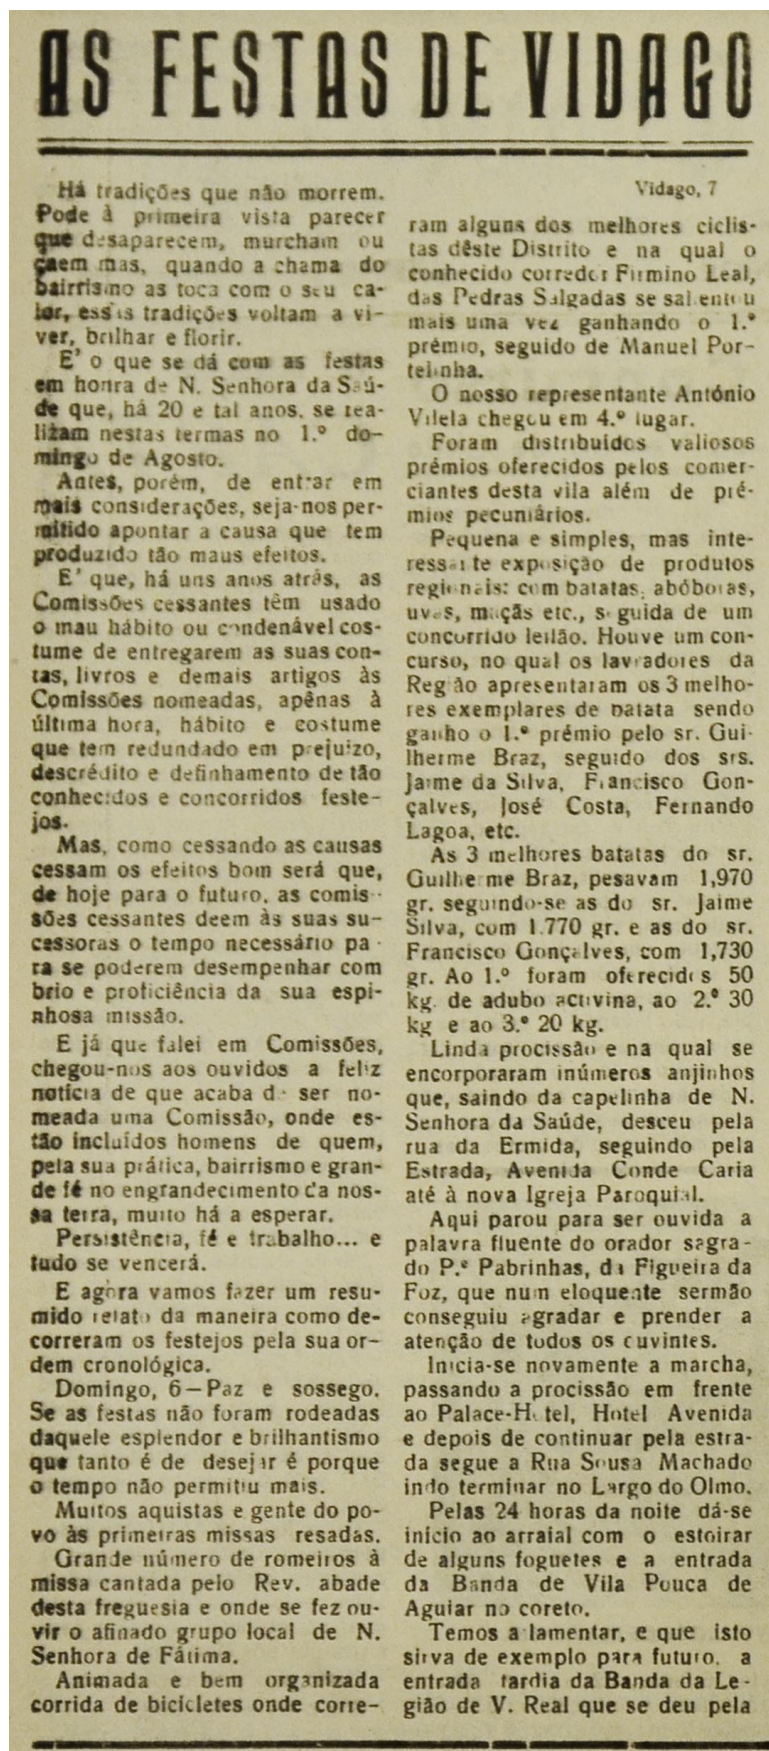 AS FESTAS DE VIDAGO
Há tradições que não morrem.
Pode à primeira vista parecer
que desaparecem, murcham ou
caem mas, quando a chama do
bairrismo as toca com o seu ca-
lor, essas tradições voltam a vi-
ver, brilhar e florir.
E' o que se dá com as festas
em honra de N. Senhora da Saú-
de que, há 20 e tal anos, se rea-
lizam nestas termas no 1.º do-
mingo de Agosto.
Antes, porém, de entrar em
mais considerações, seja-nos per-
mitido apontar a causa que tem
produzido tão maus efeitos.
E' que, há uns anos atrás, as
Comissões cessantes têm usado
o mau hábito ou condenável cos-
tume de entregarem as suas con-
tas, livros e demais artigos às
Comissões nomeadas, apênas à
última hora, hábito e costume
que tem redundado em prejuízo,
descrédito e definhamento de tão
conhecidos e concorridos feste-
jos.
Mas, como cessando as causas
cessam os efeitos bom será que,
de hoje para o futuro, as comis-
sões cessantes deem às suas su-
cessoras o tempo necessário pa-
ra se poderem desempenhar com
brio e proficiência da sua espi-
nhosa missão.
E já que falei em Comissões,
chegou-nos aos ouvidos a feliz
notícia de que acaba de ser no-
meada uma Comissão, onde es-
tão incluídos homens de quem,
pela sua prática, bairrismo e gran-
de fé no engrandecimento da nos-
sa terra, muito há a esperar.
Persistência, fé e trabalho... e
tudo se vencerá.
E agora vamos fazer um resu-
mido relato da maneira como de-
correram os festejos pela sua or-
dem cronológica.
Domingo, 6—Paz e sossego.
Se as festas não foram rodeadas
daquele esplendor e brilhantismo
que tanto é de desejar é porque
o tempo não permitiu mais.
Muitos aquistas e gente do po-
vo às primeiras missas resadas.
Grande número de romeiros à
missa cantada pelo Rev. abade
desta freguesia e onde se fez ou-
vir o afinado grupo local de N.
Senhora de Fátima.
Animada e bem organizada
corrida de bicicletes onde corre-
Vidago, 7
ram alguns dos melhores ciclis-
tas dêste Distrito e na qual o
conhecido corredor Firmino Leal,
das Pedras Salgadas se salientou
mais uma vez ganhando o 1.º
prémio, seguido de Manuel Por-
telinha.
O nosso representante António
Vilela chegou em 4.º lugar.
Foram distribuidos valiosos
prémios oferecidos pelos comer-
ciantes desta vila além de pré-
mios pecuniários.
Pequena e simples, mas inte-
ressante exposição de produtos
regionais: com batatas, abóboras,
uvas, maçãs etc., seguida de um
concorrido leilão. Houve um con-
curso, no qual os lavradores da
Região apresentaram os 3 melho-
res exemplares de batata sendo
ganho o 1.º prémio pelo sr. Gui-
lherme Braz, seguido dos srs.
Jaime da Silva, Francisco Gon-
çalves, José Costa, Fernando
Lagoa, etc.
As 3 melhores batatas do sr.
Guilherme Braz, pesavam 1,970
gr. seguindo-se as do sr. Jaime
Silva, com 1.770 gr. e as do sr.
Francisco Gonçalves, com 1,730
gr. Ao 1.º foram oferecidos 50
kg. de adubo activina, ao 2.º 30
kg e ao 3.º 20 kg.
Linda procissão e na qual se
encorporaram inúmeros anjinhos
que, saindo da capelinha de N.
Senhora da Saúde, desceu pela
rua da Ermida, seguindo pela
Estrada, Avenida Conde Caria
até à nova Igreja Paroquial.
Aqui parou para ser ouvida a
palavra fluente do orador sagra-
do P.e Pabrinhas, da Figueira da
Foz, que num eloquente sermão
conseguiu agradar e prender a
atenção de todos os cuvintes.
Inicia-se novamente a marcha,
passando a procissão em frente
ao Palace-Hotel, Hotel Avenida
e depois de continuar pela estra-
da segue a Rua Sousa Machado
indo terminar no Largo do Olmo.
Pelas 24 horas da noite dá-se
início ao arraial com o estoirar
de alguns foguetes e a entrada
da Banda de Vila Pouca de
Aguiar no coreto.
Temos a lamentar, e que isto
sirva de exemplo para futuro, a
entrada tardia da Banda da Le-
gião de V. Real que se deu pela